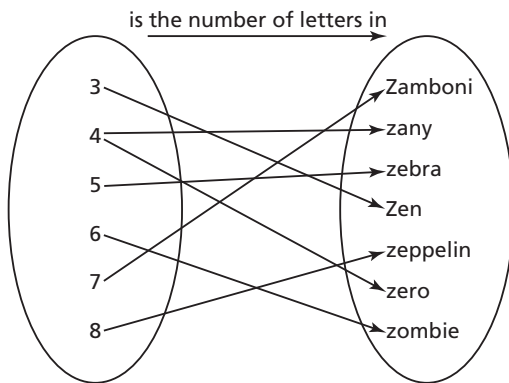 is the number of letters in
3
4
5
6
7
8
Zamboni
zany
zebra
Zen
zeppelin
zero
zombie